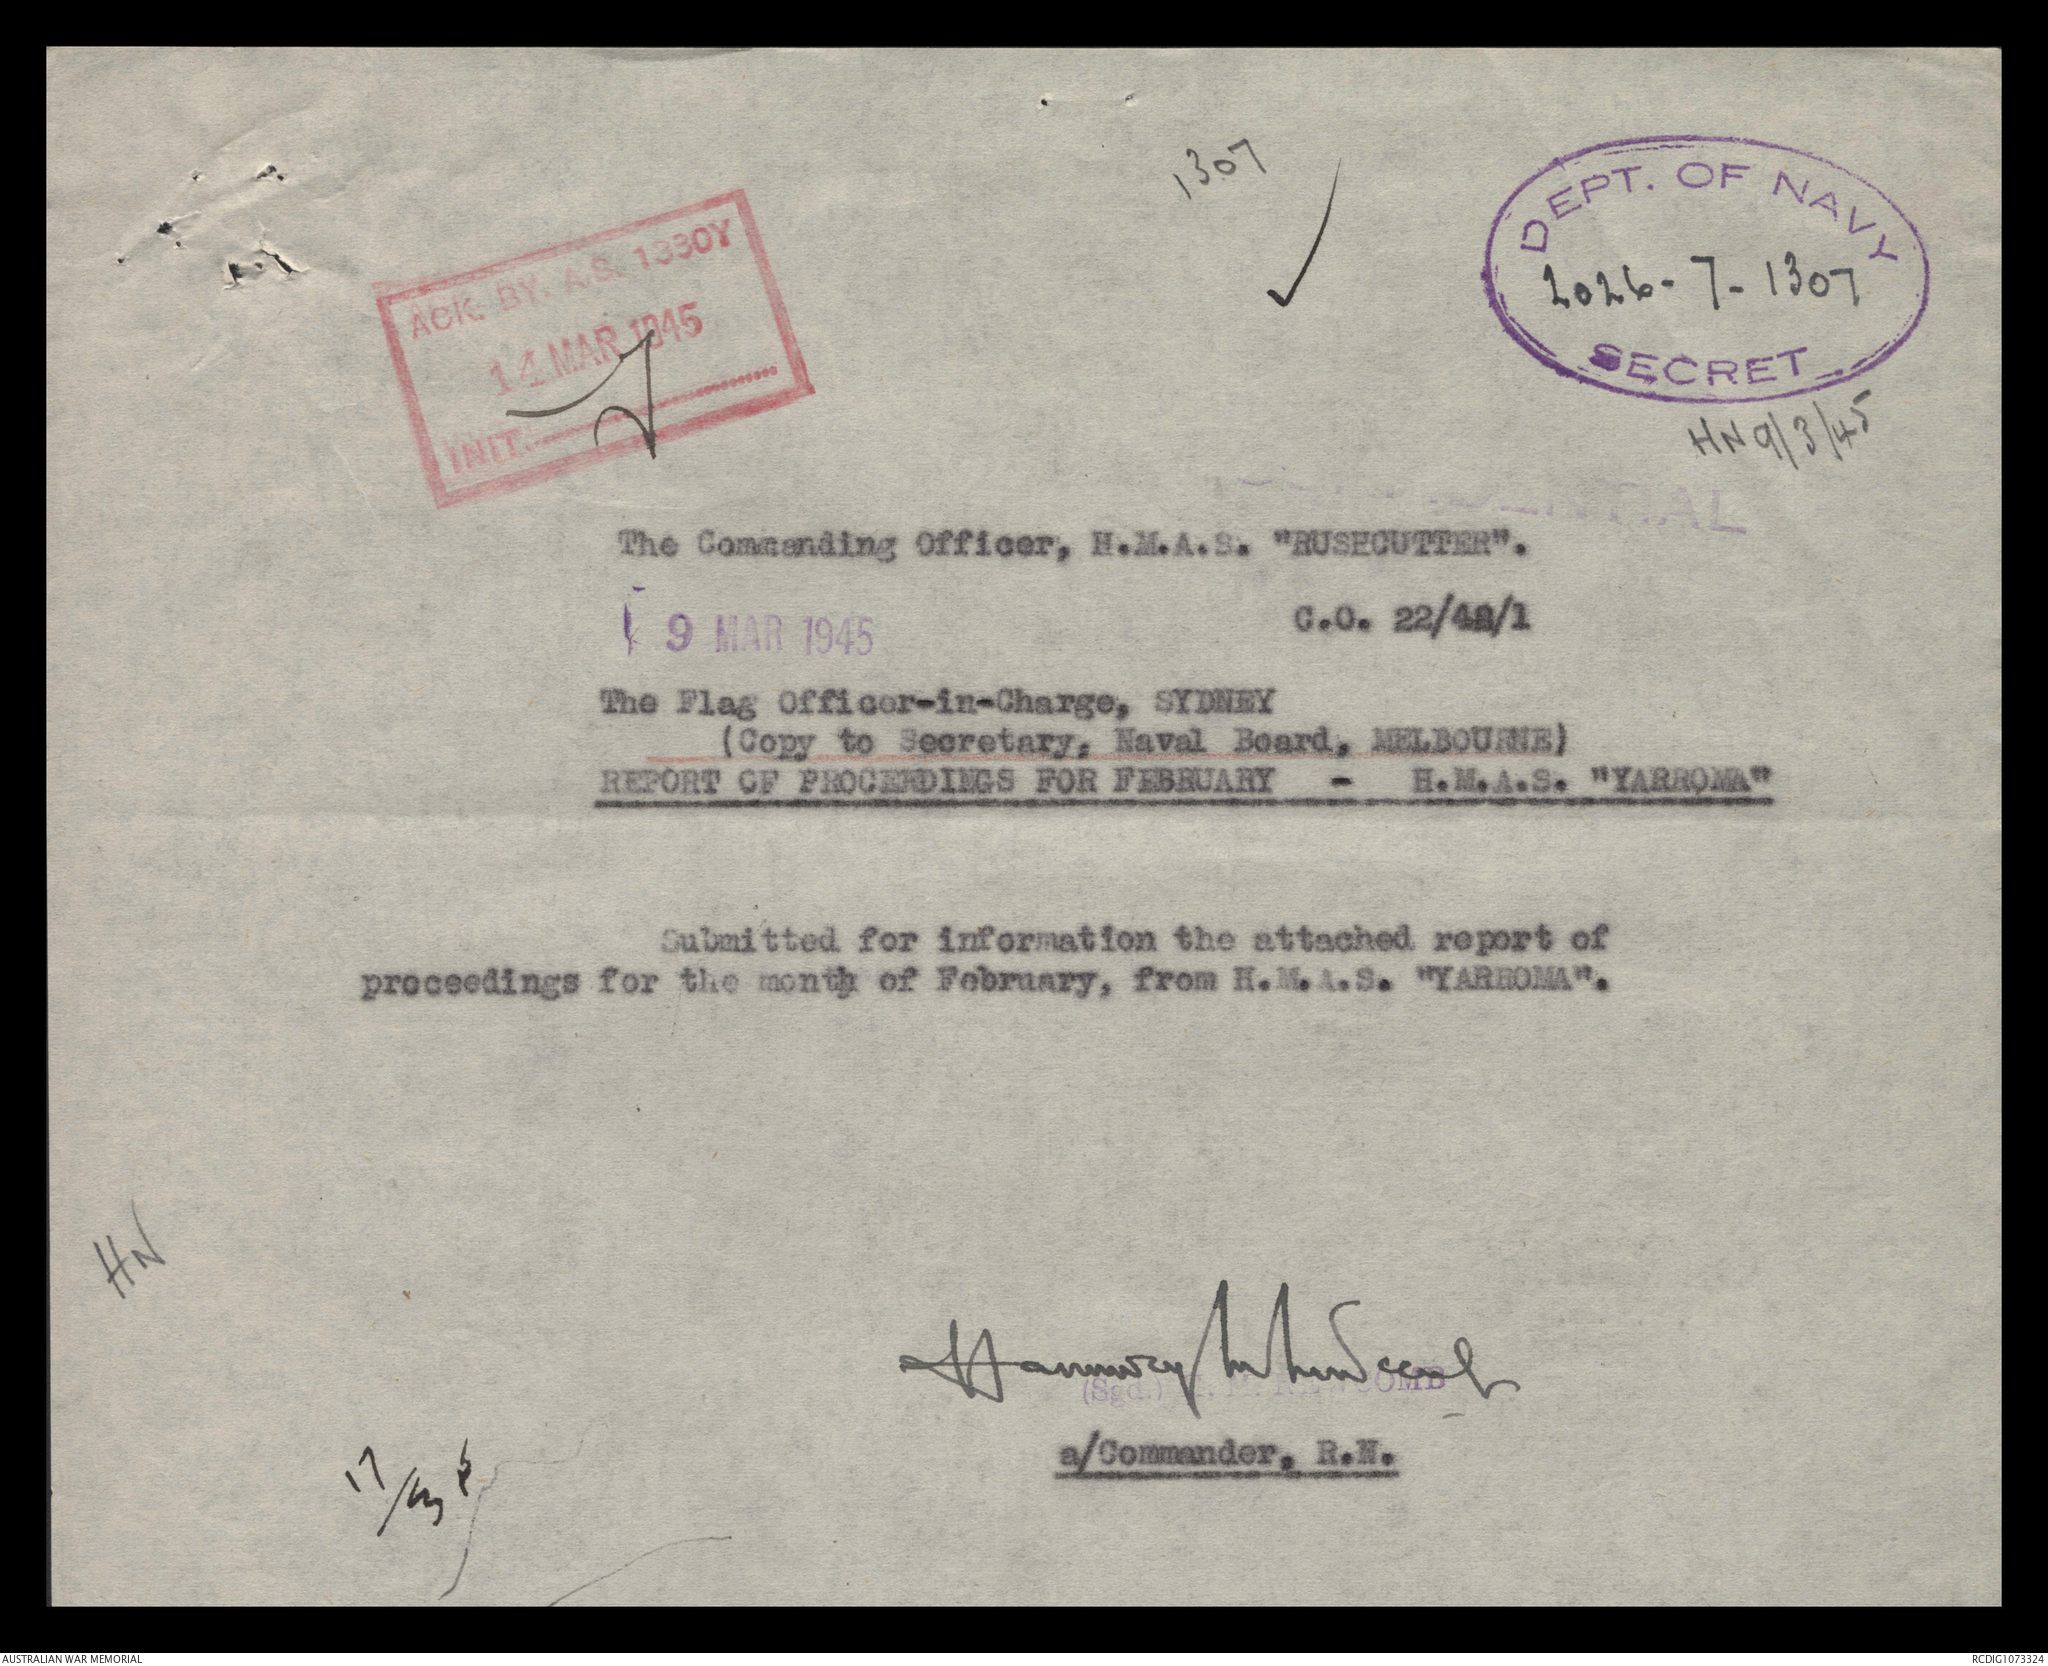 1307
DEPT. OF NAVY
2026-7-1307
SECRET
HN 9/3/45
ACK. BY. A.S. 1330Y
14 MAR 1945
INIT.
The Commanding Officer, H.M.A.S. "RUSHCUTTER".
9 MAR 1945
C.O. 22/4a/1
The Flag Officer-in-Charge, SYDNEY
(Copy to Secretary, Naval Board, MELBOURNE)
REPORT OF PROCEEDINGS FOR FEBRUARY - H.M.A.S. "YARROMA"
Submitted for information the attached report of
proceedings for the month of February, from H.M.A.S. "YARROMA".
HN
(Sgd.) NEWCOMB
a/Commander, R.N.
17
AUSTRALIAN WAR MEMORIAL
RCDIG1073324